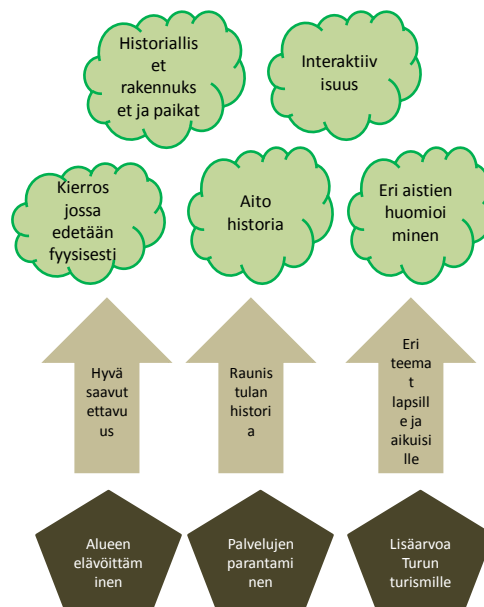 Historiallis
et
rakennuks
et ja paikat
Interaktiiv
isuus
Kierros
jossa
edetään
fyysisesti
Aito
historia
Eri aistien
huomioi
minen
Hyvä
saavut
ettavu
us
Raunis
tulan
histori
a
Eri
teema
t
lapsill
e ja
aikuisi
lle
Alueen
elävöittäm
inen
Palvelujen
parantami
nen
Lisäarvoa
Turun
turismille